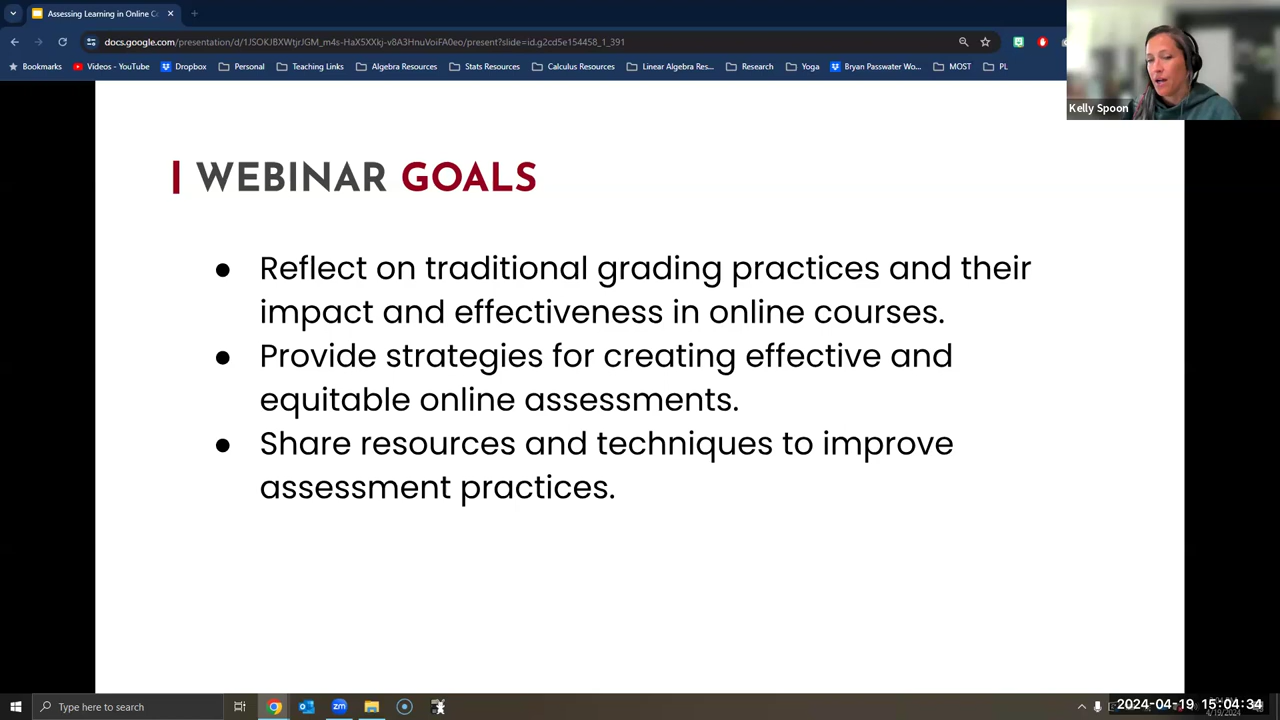 Assessing Learning in Online C
docs.google.com/presentation/d/1JSOKJBXWtjrJGM_m4s-HaX5XXkj-v8A3HnuVoiFA0eo/present?slide=id.g2cd5e154458_1_391
Bookmarks Videos - YouTube Dropbox Personal Teaching Links Algebra Resources Stats Resources Calculus Resources Linear Algebra Res... Research Yoga Bryan Passwater Wo... MOST PL
Kelly Spoon
WEBINAR GOALS
● Reflect on traditional grading practices and their
impact and effectiveness in online courses.
● Provide strategies for creating effective and
equitable online assessments.
● Share resources and techniques to improve
assessment practices.
Type here to search
2024-04-19 15:04:34